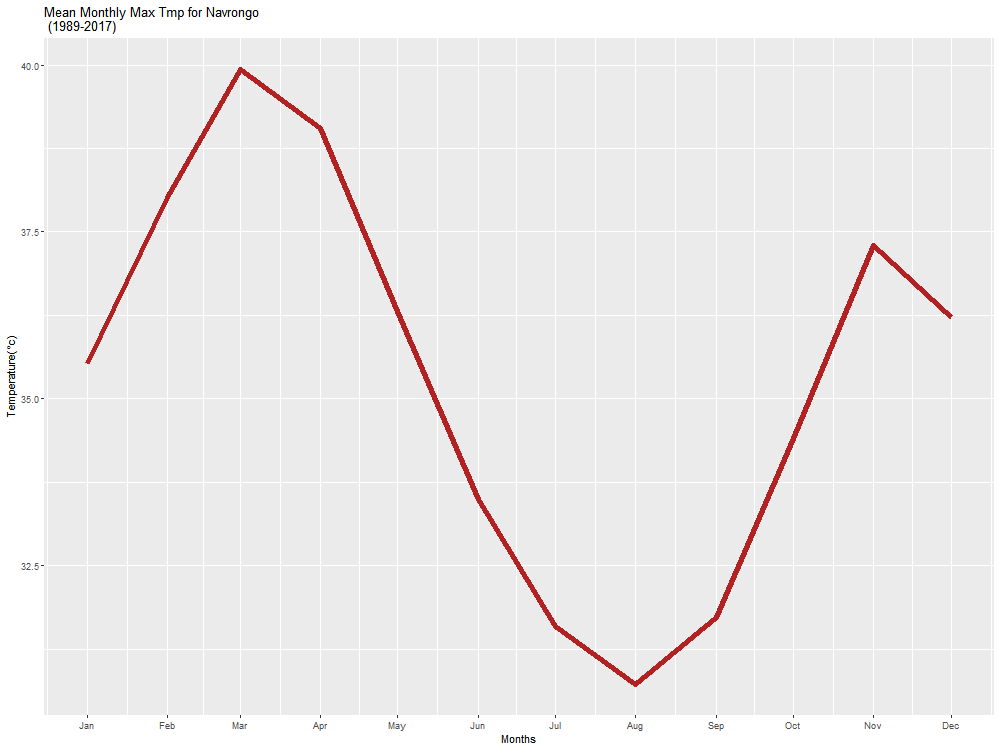 Mean Monthly Max Tmp for Navrongo
(1989-2017)
40.0
37.5
35.0
32.5
Temperature(°c)
Jan Feb Mar Apr May Jun Jul Aug Sep Oct Nov Dec
Months